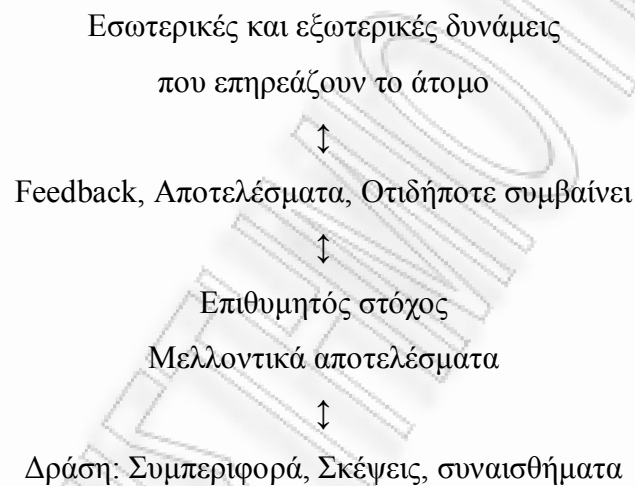 Εσωτερικές και εξωτερικές δυνάμεις
που επηρεάζουν το άτομο
↕
Feedback, Αποτελέσματα, Οτιδήποτε συμβαίνει
↕
Επιθυμητός στόχος
Μελλοντικά αποτελέσματα
↕
Δράση: Συμπεριφορά, Σκέψεις, συναισθήματα